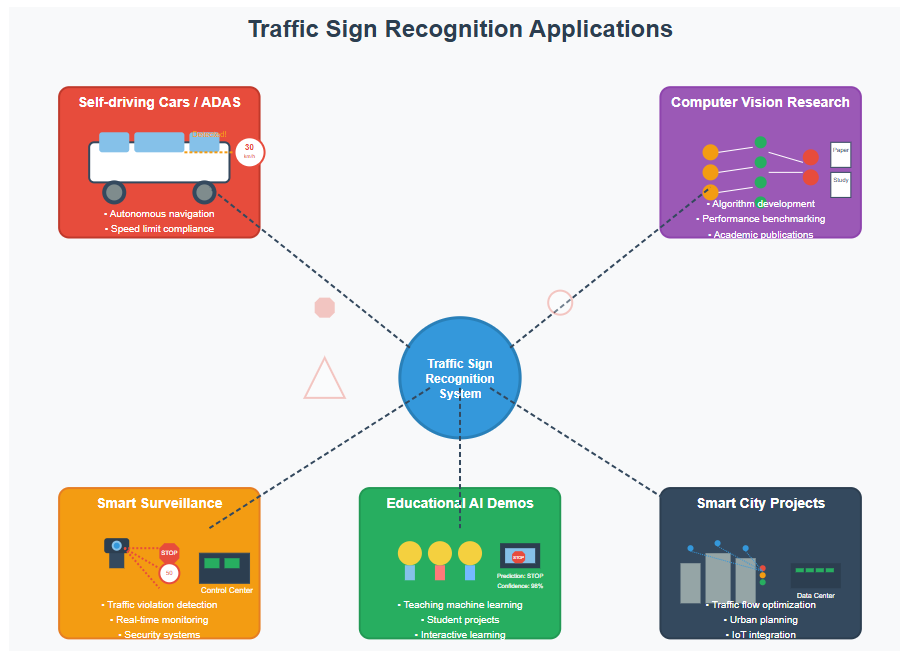 Traffic Sign Recognition Applications
Self-driving Cars / ADAS
Detected!
30
km/h
• Autonomous navigation
• Speed limit compliance
Computer Vision Research
Paper
Study
• Algorithm development
• Performance benchmarking
• Academic publications
Traffic Sign
Recognition
System
Smart Surveillance
STOP
50
Control Center
• Traffic violation detection
• Real-time monitoring
• Security systems
Educational AI Demos
STOP
Prediction: STOP
Confidence: 98%
• Teaching machine learning
• Student projects
• Interactive learning
Smart City Projects
Data Center
• Traffic flow optimization
• Urban planning
• IoT integration